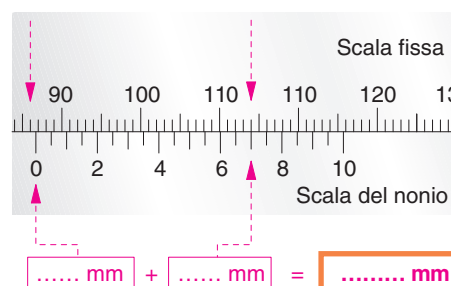 Scala fissa
90 100 110 110 120 13
0 2 4 6 8 10
Scala del nonio
...... mm + ...... mm = ......... mm